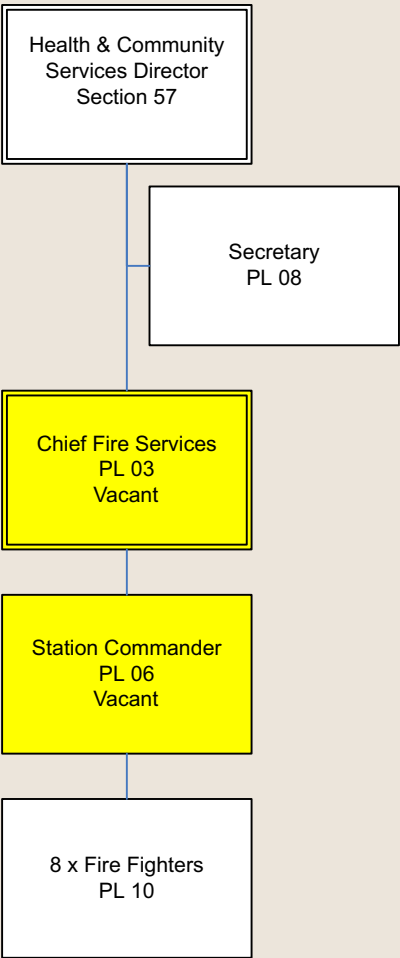 Health & Community
Services Director
Section 57
Secretary
PL 08
Chief Fire Services
PL 03
Vacant
Station Commander
PL 06
Vacant
8 x Fire Fighters
PL 10